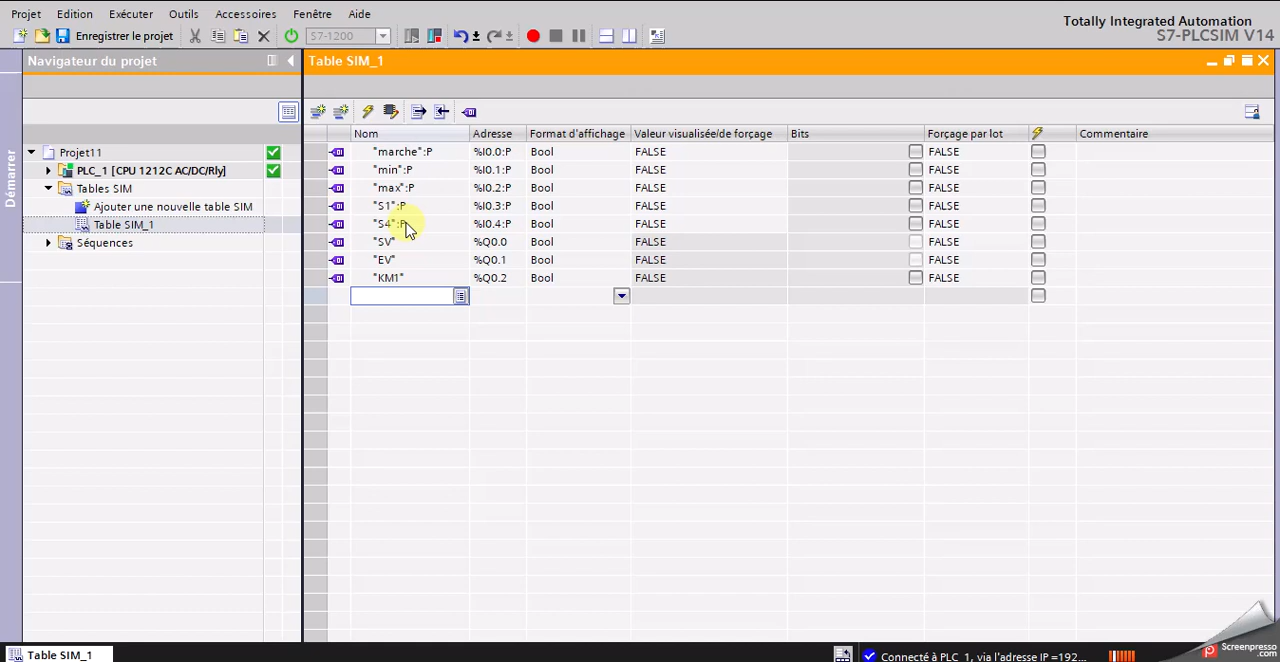 Projet Edition Exécuter Outils Accessoires Fenêtre Aide
Totally Integrated Automation
S7-PLCSIM V14
Enregistrer le projet S7-1200
Navigateur du projet
Table SIM_1
Démarrer
Projet11
PLC_1 [CPU 1212C AC/DC/Rly]
Tables SIM
Ajouter une nouvelle table SIM
Table SIM_1
Séquences
Nom Adresse Format d'affichage Valeur visualisée/de forçage Bits Forçage par lot Commentaire
"marche":P %I0.0:P Bool FALSE FALSE
"min":P %I0.1:P Bool FALSE FALSE
"max":P %I0.2:P Bool FALSE FALSE
"S1":P %I0.3:P Bool FALSE FALSE
"S4":P %I0.4:P Bool FALSE FALSE
"SV" %Q0.0 Bool FALSE FALSE
"EV" %Q0.1 Bool FALSE FALSE
"KM1" %Q0.2 Bool FALSE FALSE
Table SIM_1
Connecté à PLC_1, via l'adresse IP =192...
Screenpresso
.com